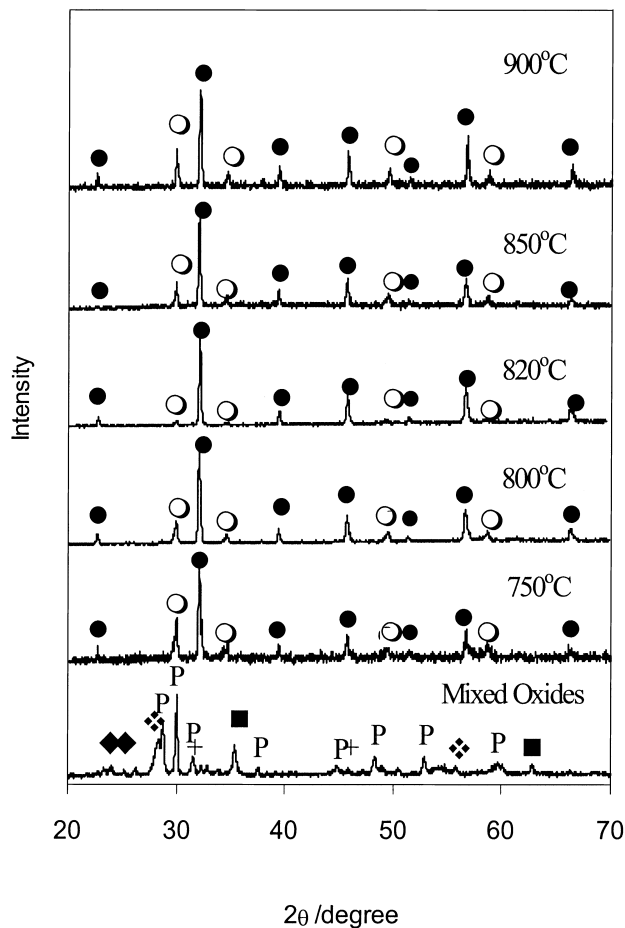 900°C
850°C
820°C
800°C
750°C
Mixed Oxides
P
P
P
+
P
P+
P
P
P
Intensity
20 30 40 50 60 70
2θ /degree